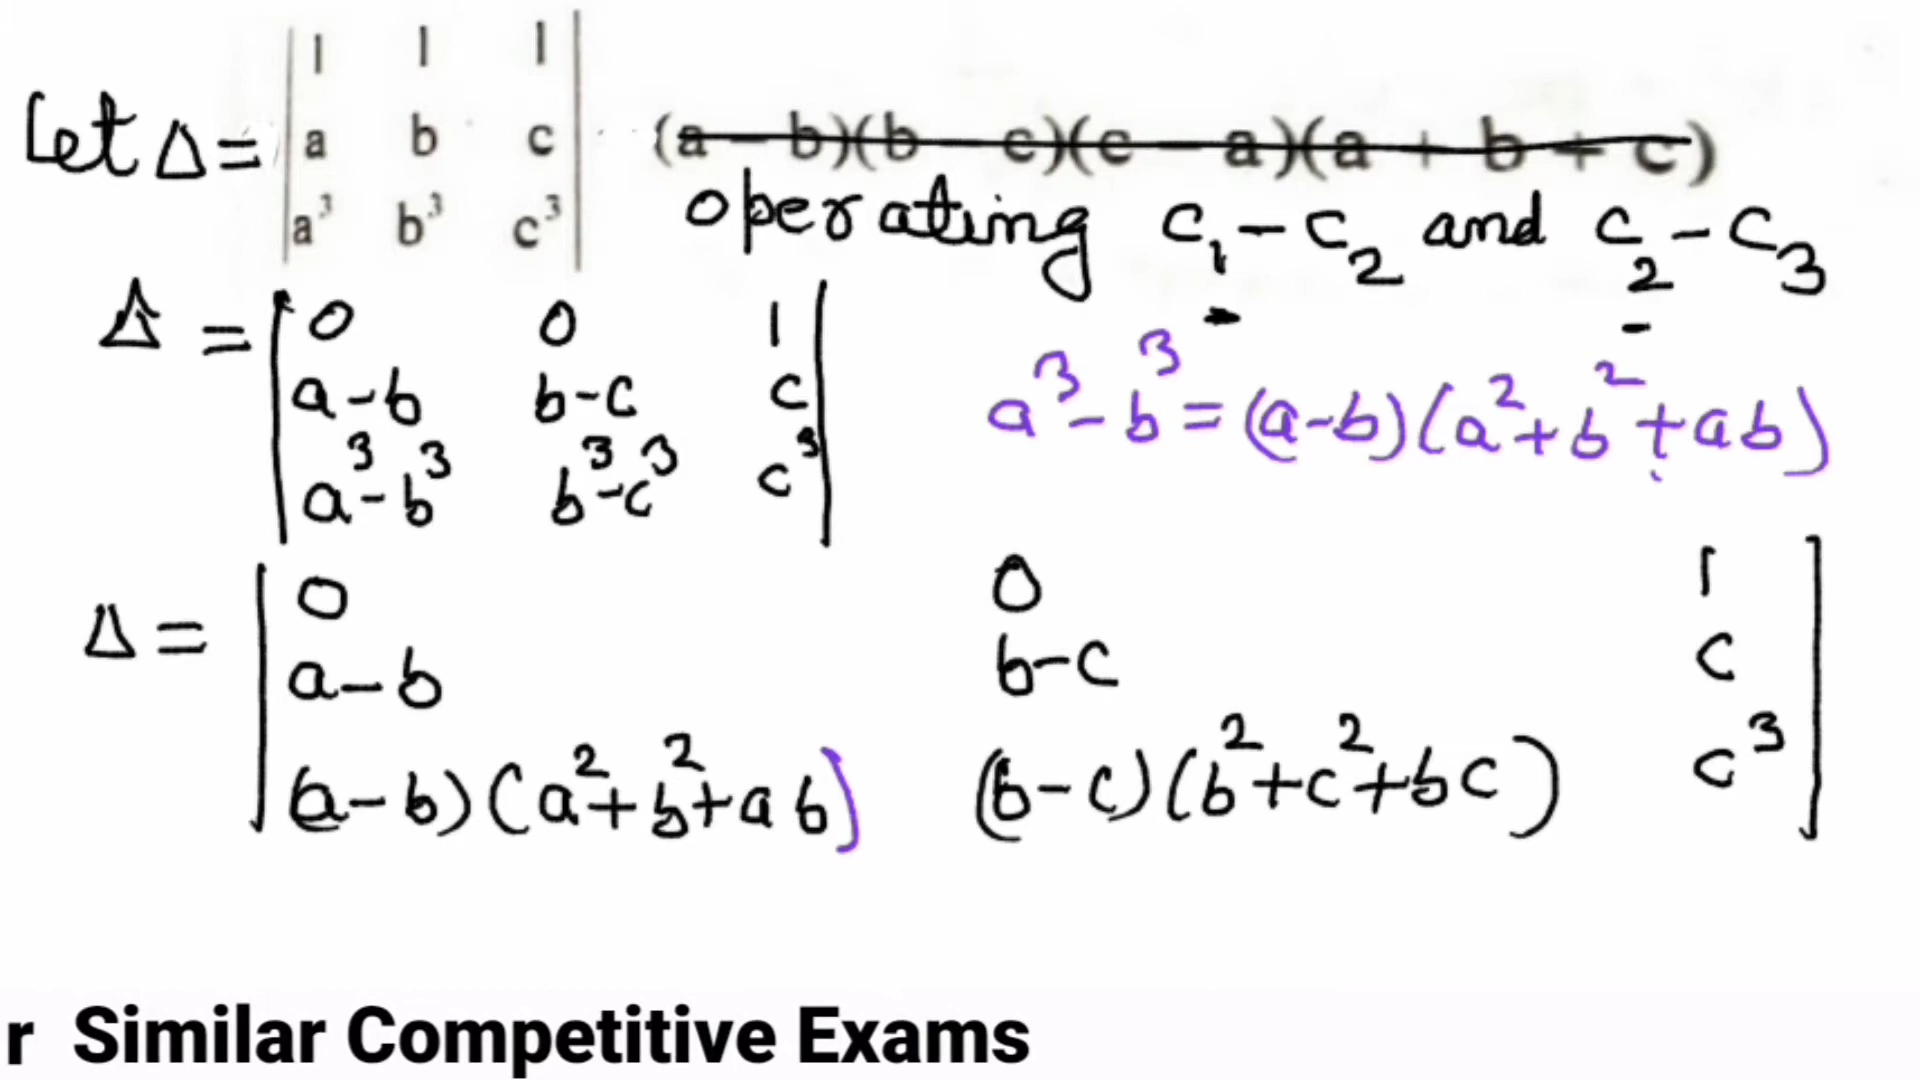 1 1 1
Let Δ = a b c (a - b)(b - c)(c - a)(a + b + c)
a³ b³ c³ operating C₁ - C₂ and C₂ - C₃
Δ = 0 0 1
a-b b-c c a³-b³=(a-b)(a²+b²+ab)
a³-b³ b³-c³ c³
0 0 1
Δ = a-b b-c c
(a-b)(a²+b²+ab) (b-c)(b²+c²+bc) c³
r Similar Competitive Exams